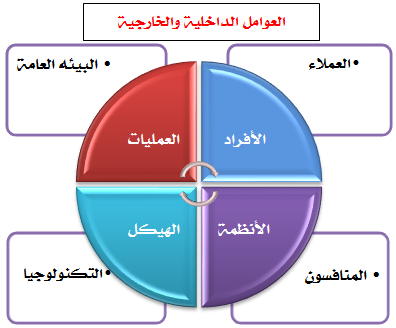 العوامل الداخلية والخارجية
• العملاء
• البيئه العامة
الأفراد
العمليات
الأنظمة
الهيكل
• المنافسون
• التكنولوجيا